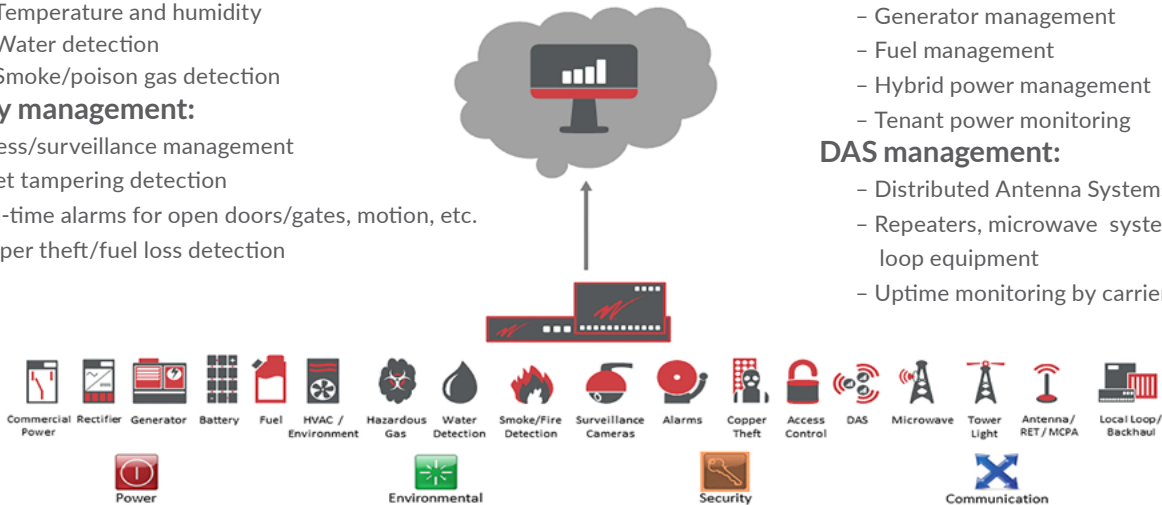 Temperature and humidity
Water detection
Smoke/poison gas detection
y management:
ess/surveillance management
et tampering detection
-time alarms for open doors/gates, motion, etc.
per theft/fuel loss detection
– Generator management
– Fuel management
– Hybrid power management
– Tenant power monitoring
DAS management:
– Distributed Antenna System
– Repeaters, microwave syste
loop equipment
– Uptime monitoring by carrier
Commercial Power
Rectifier
Generator
Battery
Fuel
HVAC / Environment
Hazardous Gas
Water Detection
Smoke/Fire Detection
Surveillance Cameras
Alarms
Copper Theft
Access Control
DAS
Microwave
Tower Light
Antenna/ RET/MCPA
Local Loop/ Backhaul
Power
Environmental
Security
Communication